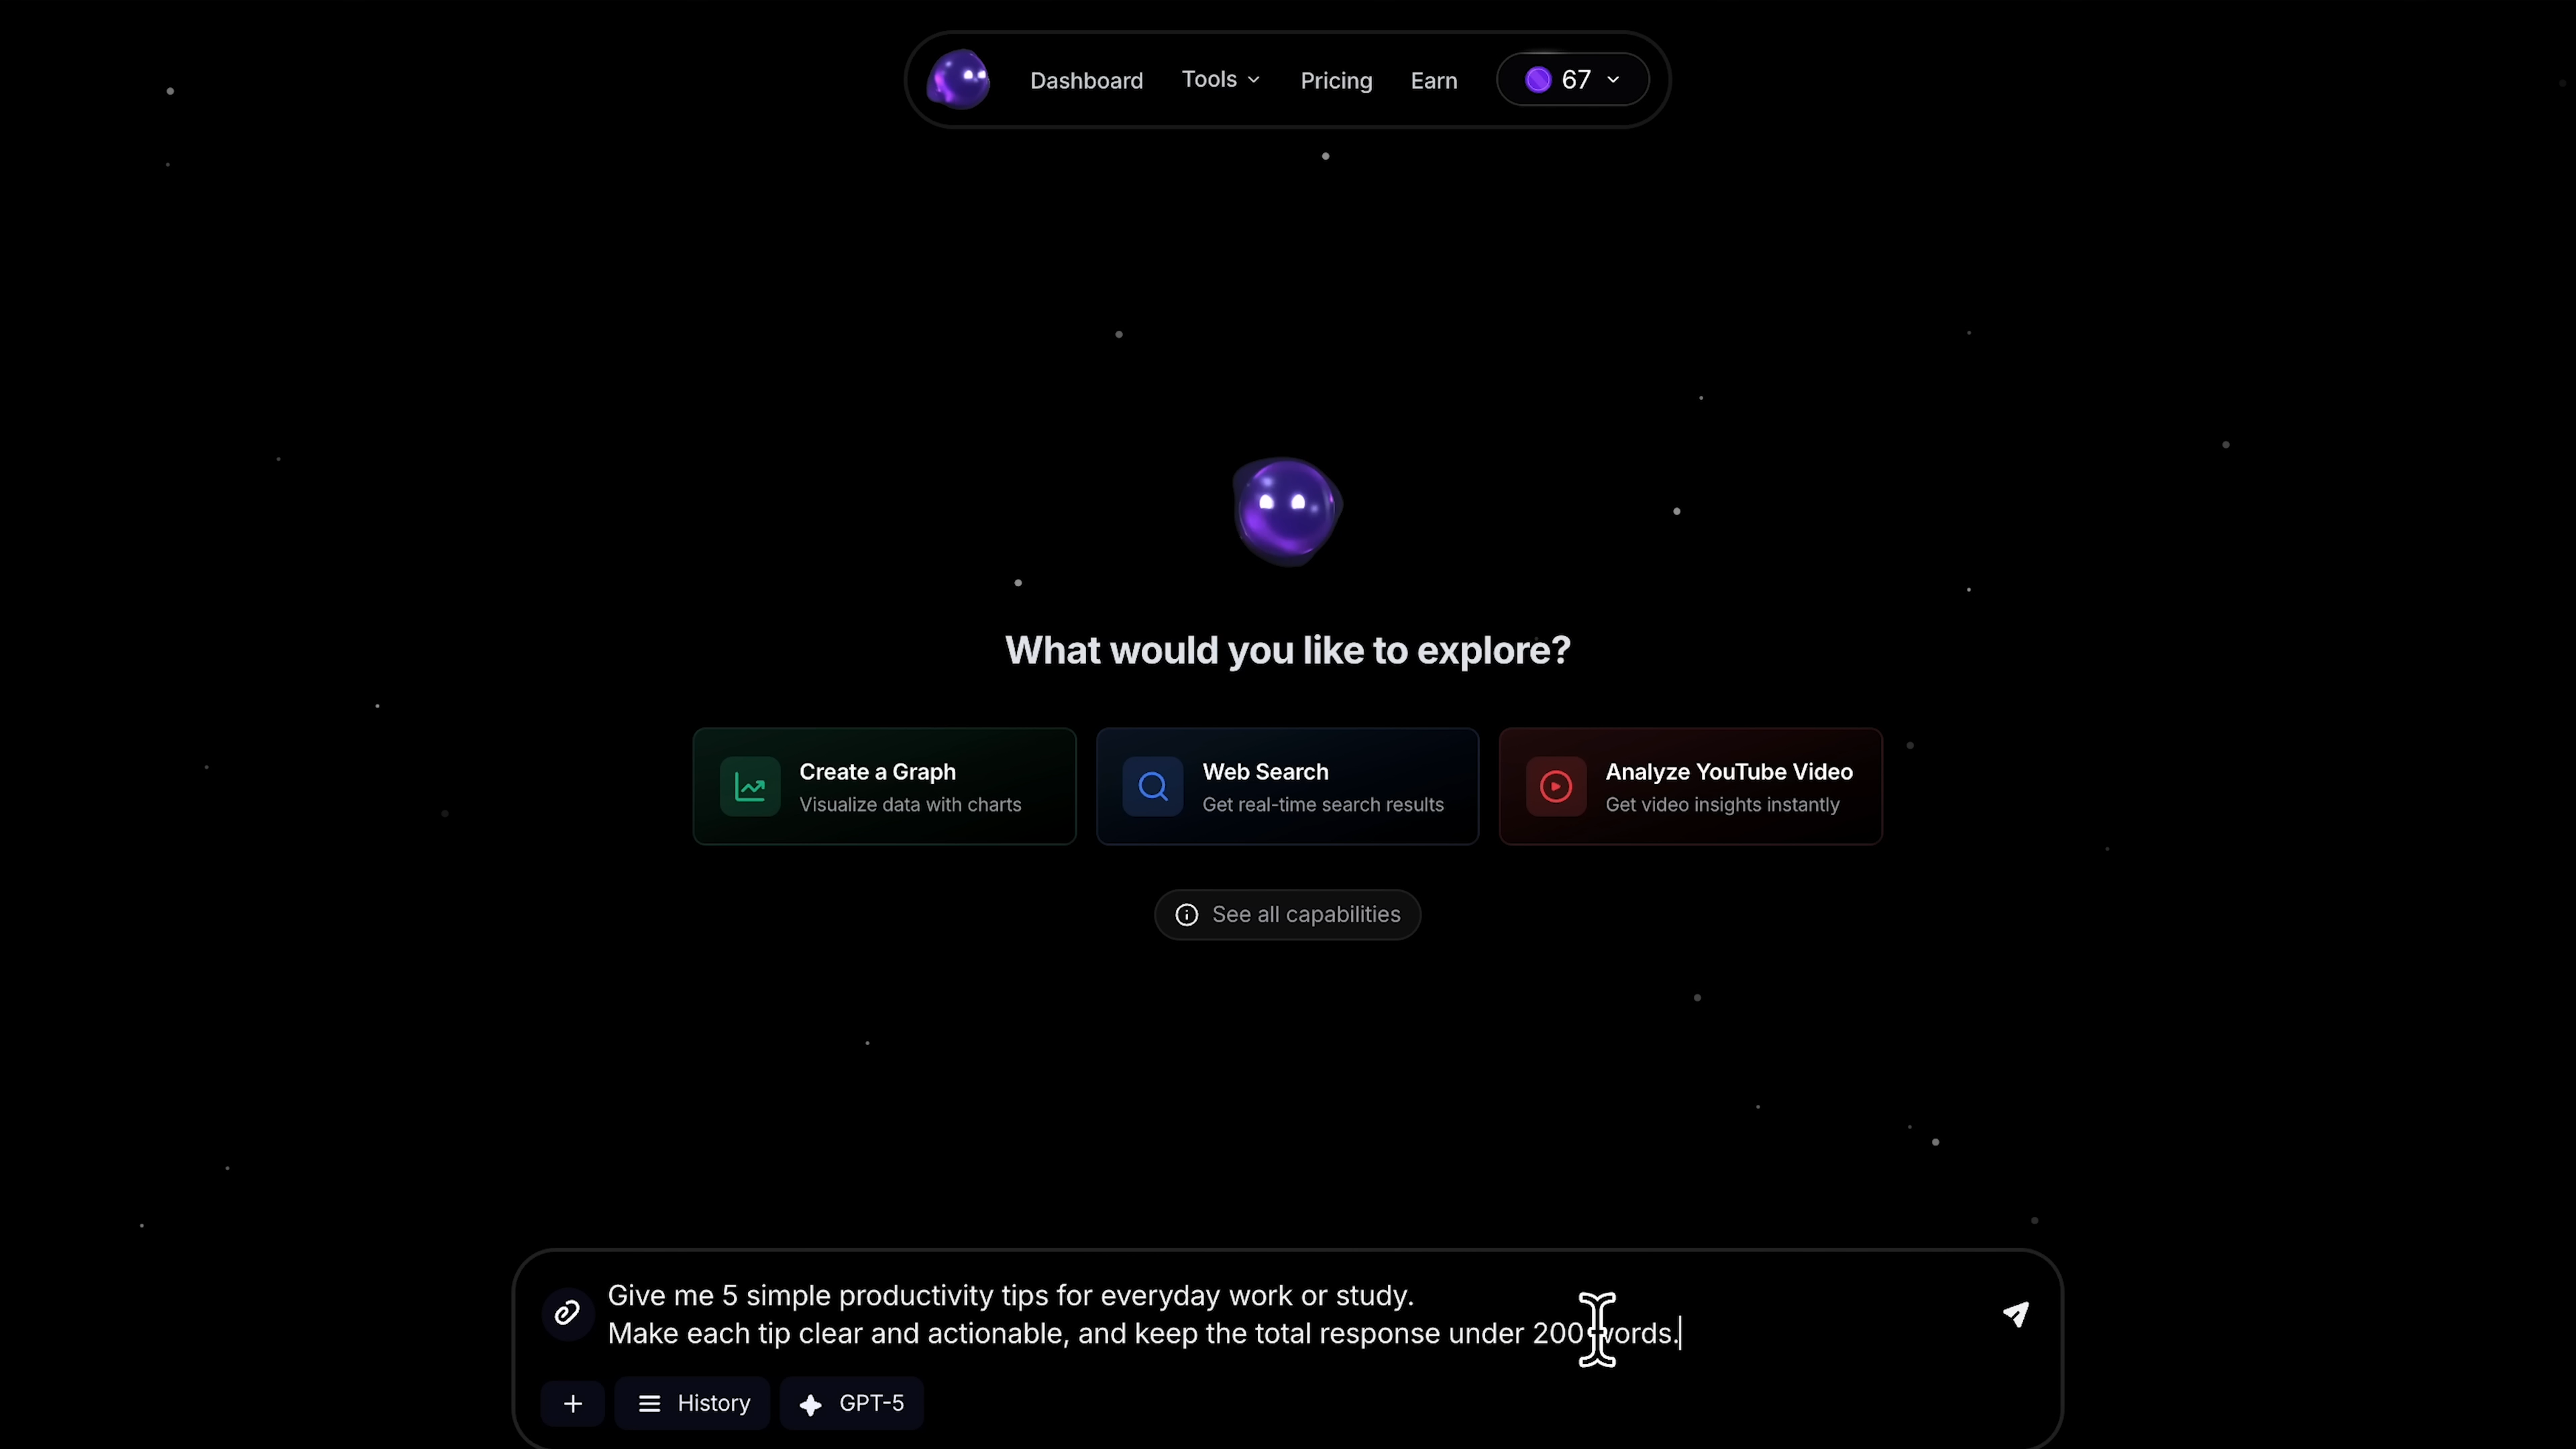 Dashboard Tools Pricing Earn 67
What would you like to explore?
Create a Graph
Visualize data with charts
Web Search
Get real-time search results
Analyze YouTube Video
Get video insights instantly
See all capabilities
Give me 5 simple productivity tips for everyday work or study.
Make each tip clear and actionable, and keep the total response under 200 words.
History GPT-5